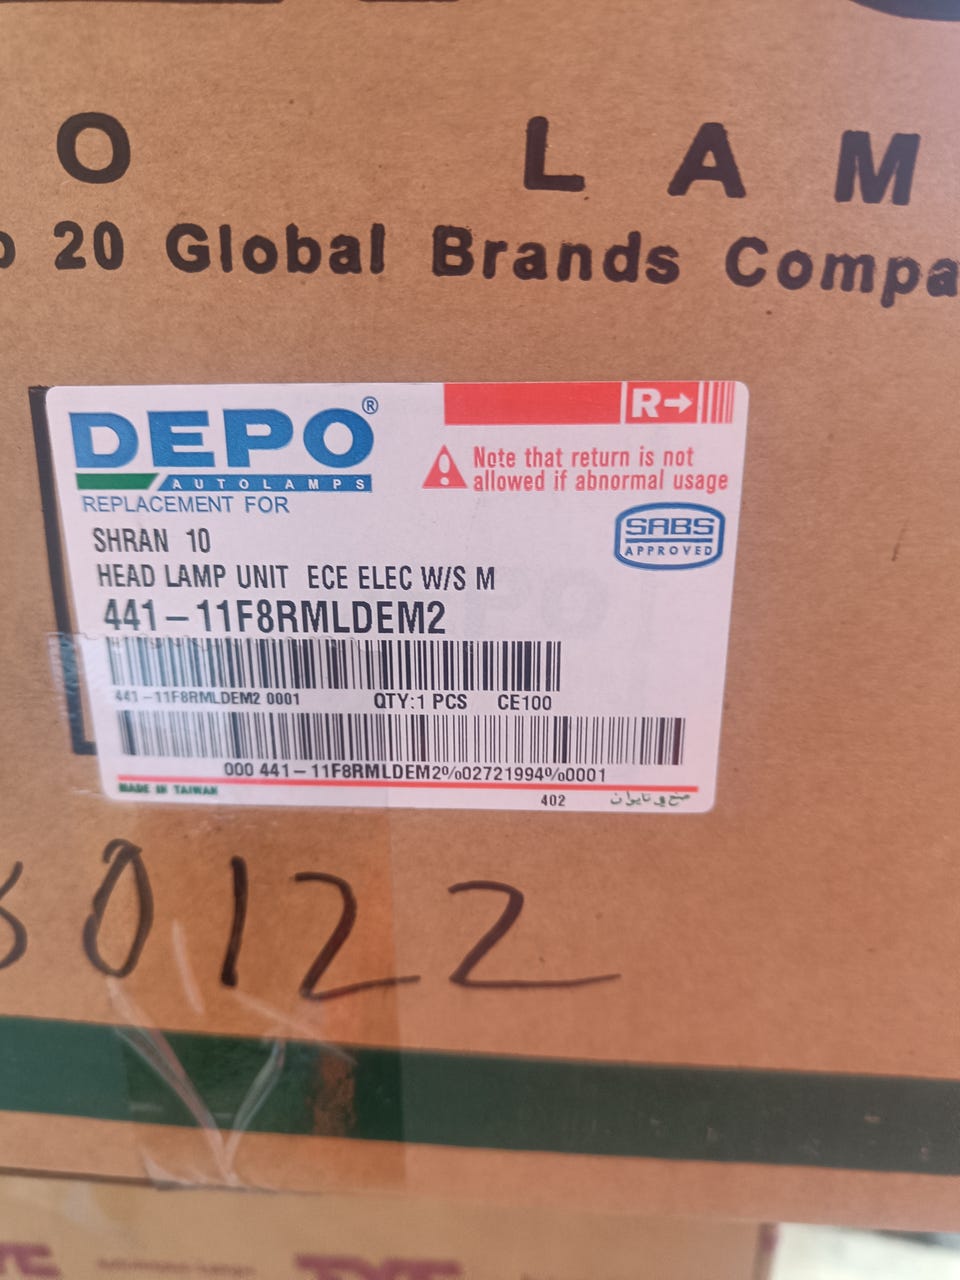 O LAM
20 Global Brands Compa
DEPO®
AUTOLAMPS
REPLACEMENT FOR
R→
Note that return is not
allowed if abnormal usage
SABS
APPROVED
SHRAN 10
HEAD LAMP UNIT ECE ELEC W/S M
441-11F8RMLDEM2
441-11F8RMLDEM2 0001 QTY:1 PCS CE100
000 441-11F8RMLDEM2%02721994%0001
MADE IN TAIWAN
402 صنع في تايوان
0122